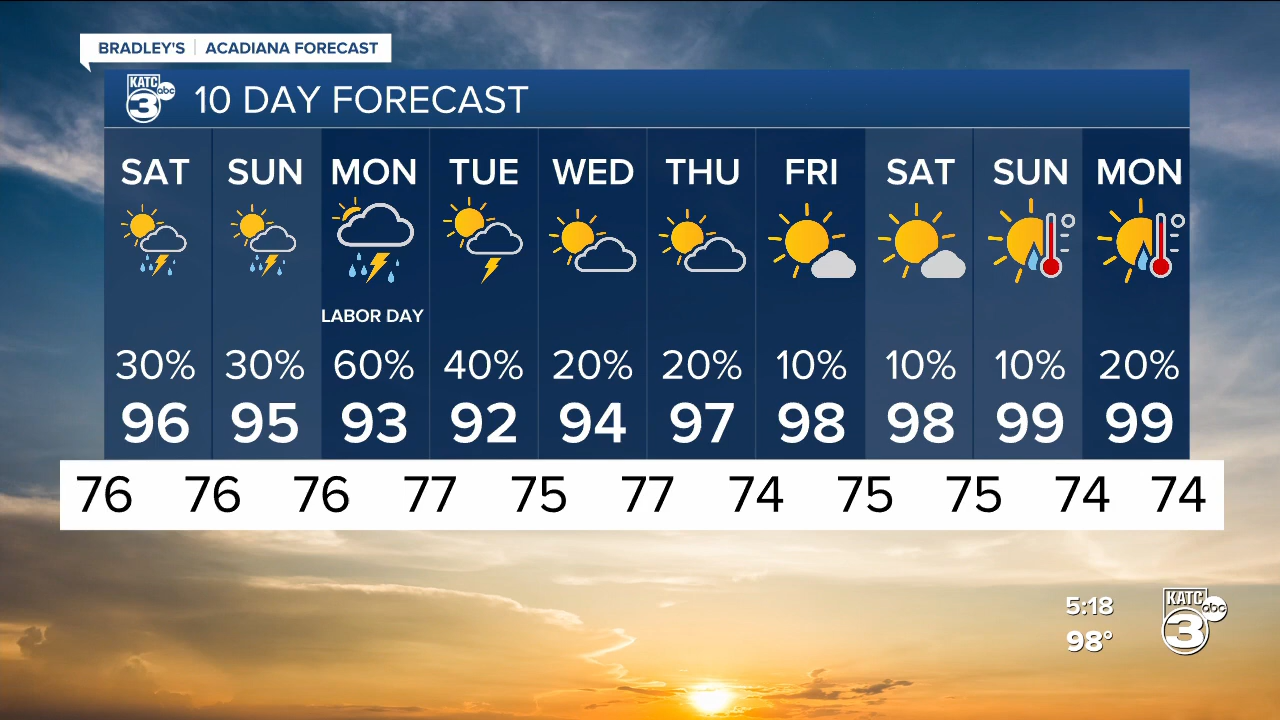 BRADLEY'S | ACADIANA FORECAST
KATC abc 3 10 DAY FORECAST
SAT SUN MON TUE WED THU FRI SAT SUN MON
LABOR DAY
30% 30% 60% 40% 20% 20% 10% 10% 10% 20%
96 95 93 92 94 97 98 98 99 99
76 76 76 77 75 77 74 75 75 74 74
5:18
98°
KATC abc 3